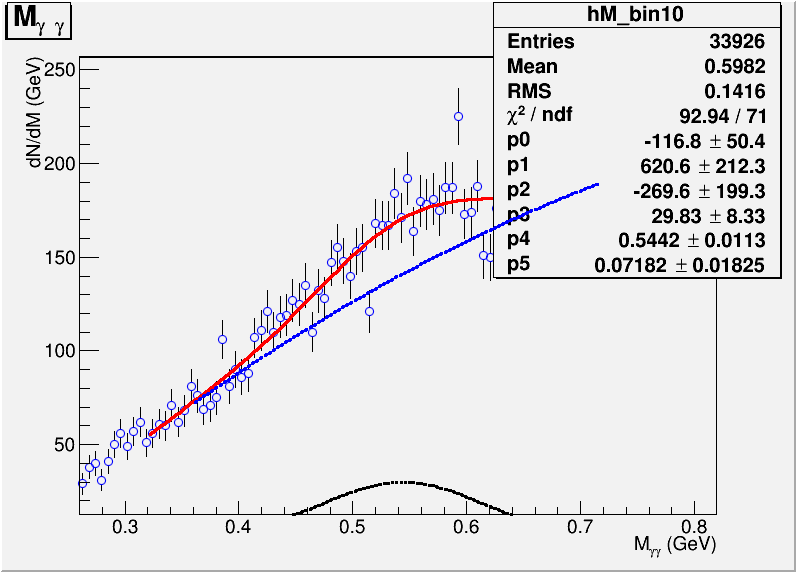 Mγ γ
hM_bin10
Entries 33926
Mean 0.5982
RMS 0.1416
χ² / ndf 92.94 / 71
p0 -116.8 ± 50.4
p1 620.6 ± 212.3
p2 -269.6 ± 199.3
p3 29.83 ± 8.33
p4 0.5442 ± 0.0113
p5 0.07182 ± 0.01825
dN/dM (GeV)
250
200
150
100
50
0.3 0.4 0.5 0.6 0.7 0.8
Mγγ (GeV)